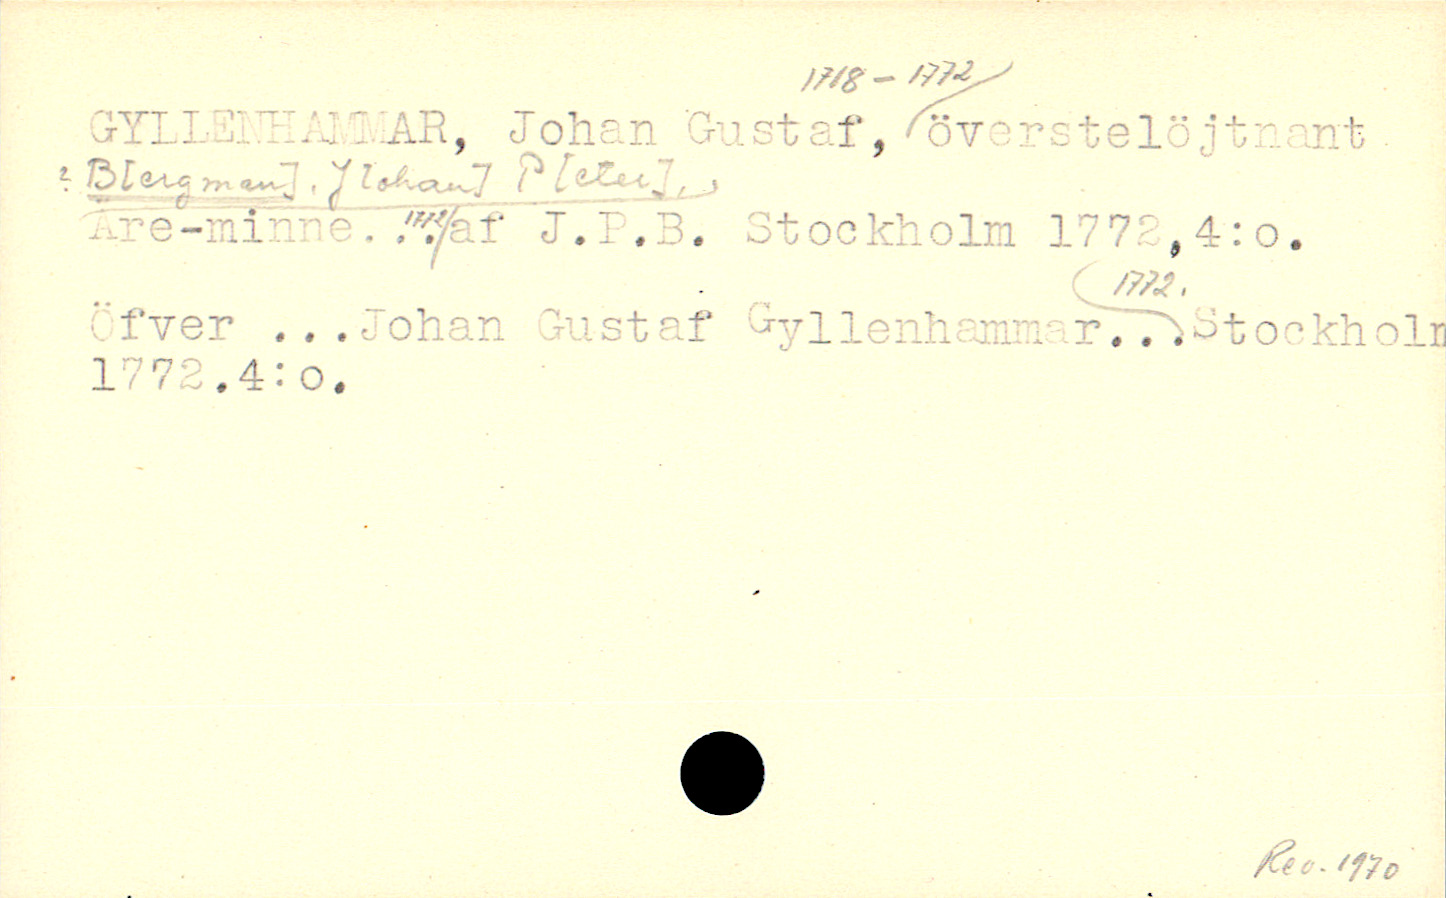 1718 - 1772
GYLLENHAMMAR, Johan Gustaf, överstelöjtnant
? B[ergman], J[ohan] P[eter],
Äre-minne... 1772 af J.P.B. Stockholm 1772,4:o.
1772.
Öfver ...Johan Gustaf Gyllenhammar...Stockholm
1772.4:o.
Rev. 1970